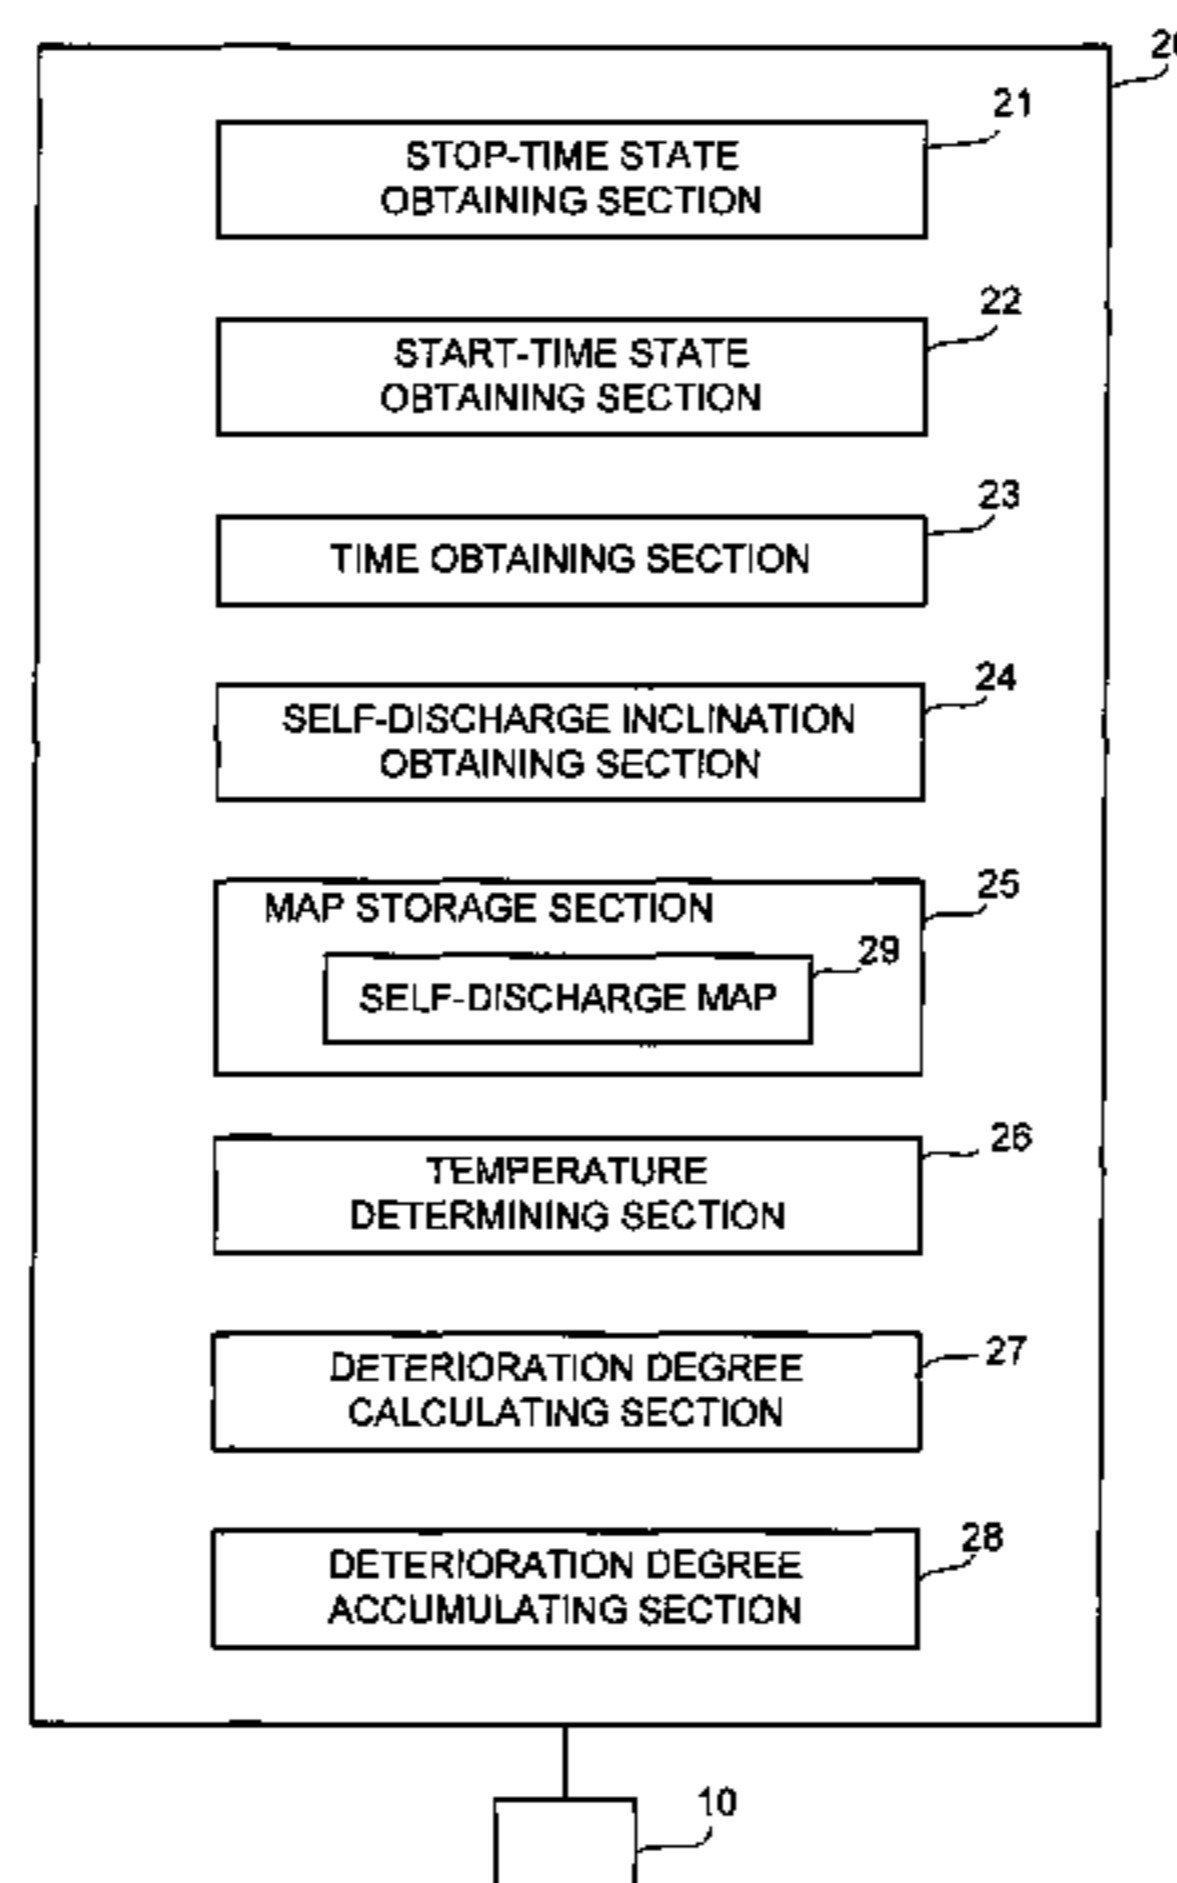 20
21
STOP-TIME STATE
OBTAINING SECTION
22
START-TIME STATE
OBTAINING SECTION
23
TIME OBTAINING SECTION
24
SELF-DISCHARGE INCLINATION
OBTAINING SECTION
25
MAP STORAGE SECTION
29
SELF-DISCHARGE MAP
26
TEMPERATURE
DETERMINING SECTION
27
DETERIORATION DEGREE
CALCULATING SECTION
28
DETERIORATION DEGREE
ACCUMULATING SECTION
10